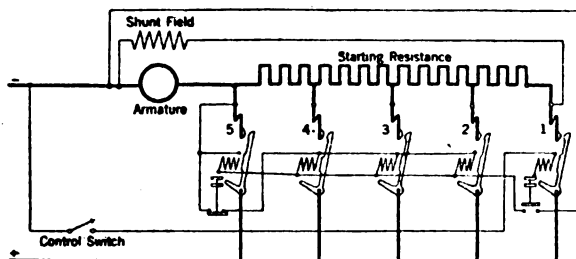 Shunt Field
Starting Resistance
-
Armature
5 4 3 2 1
Control Switch
+